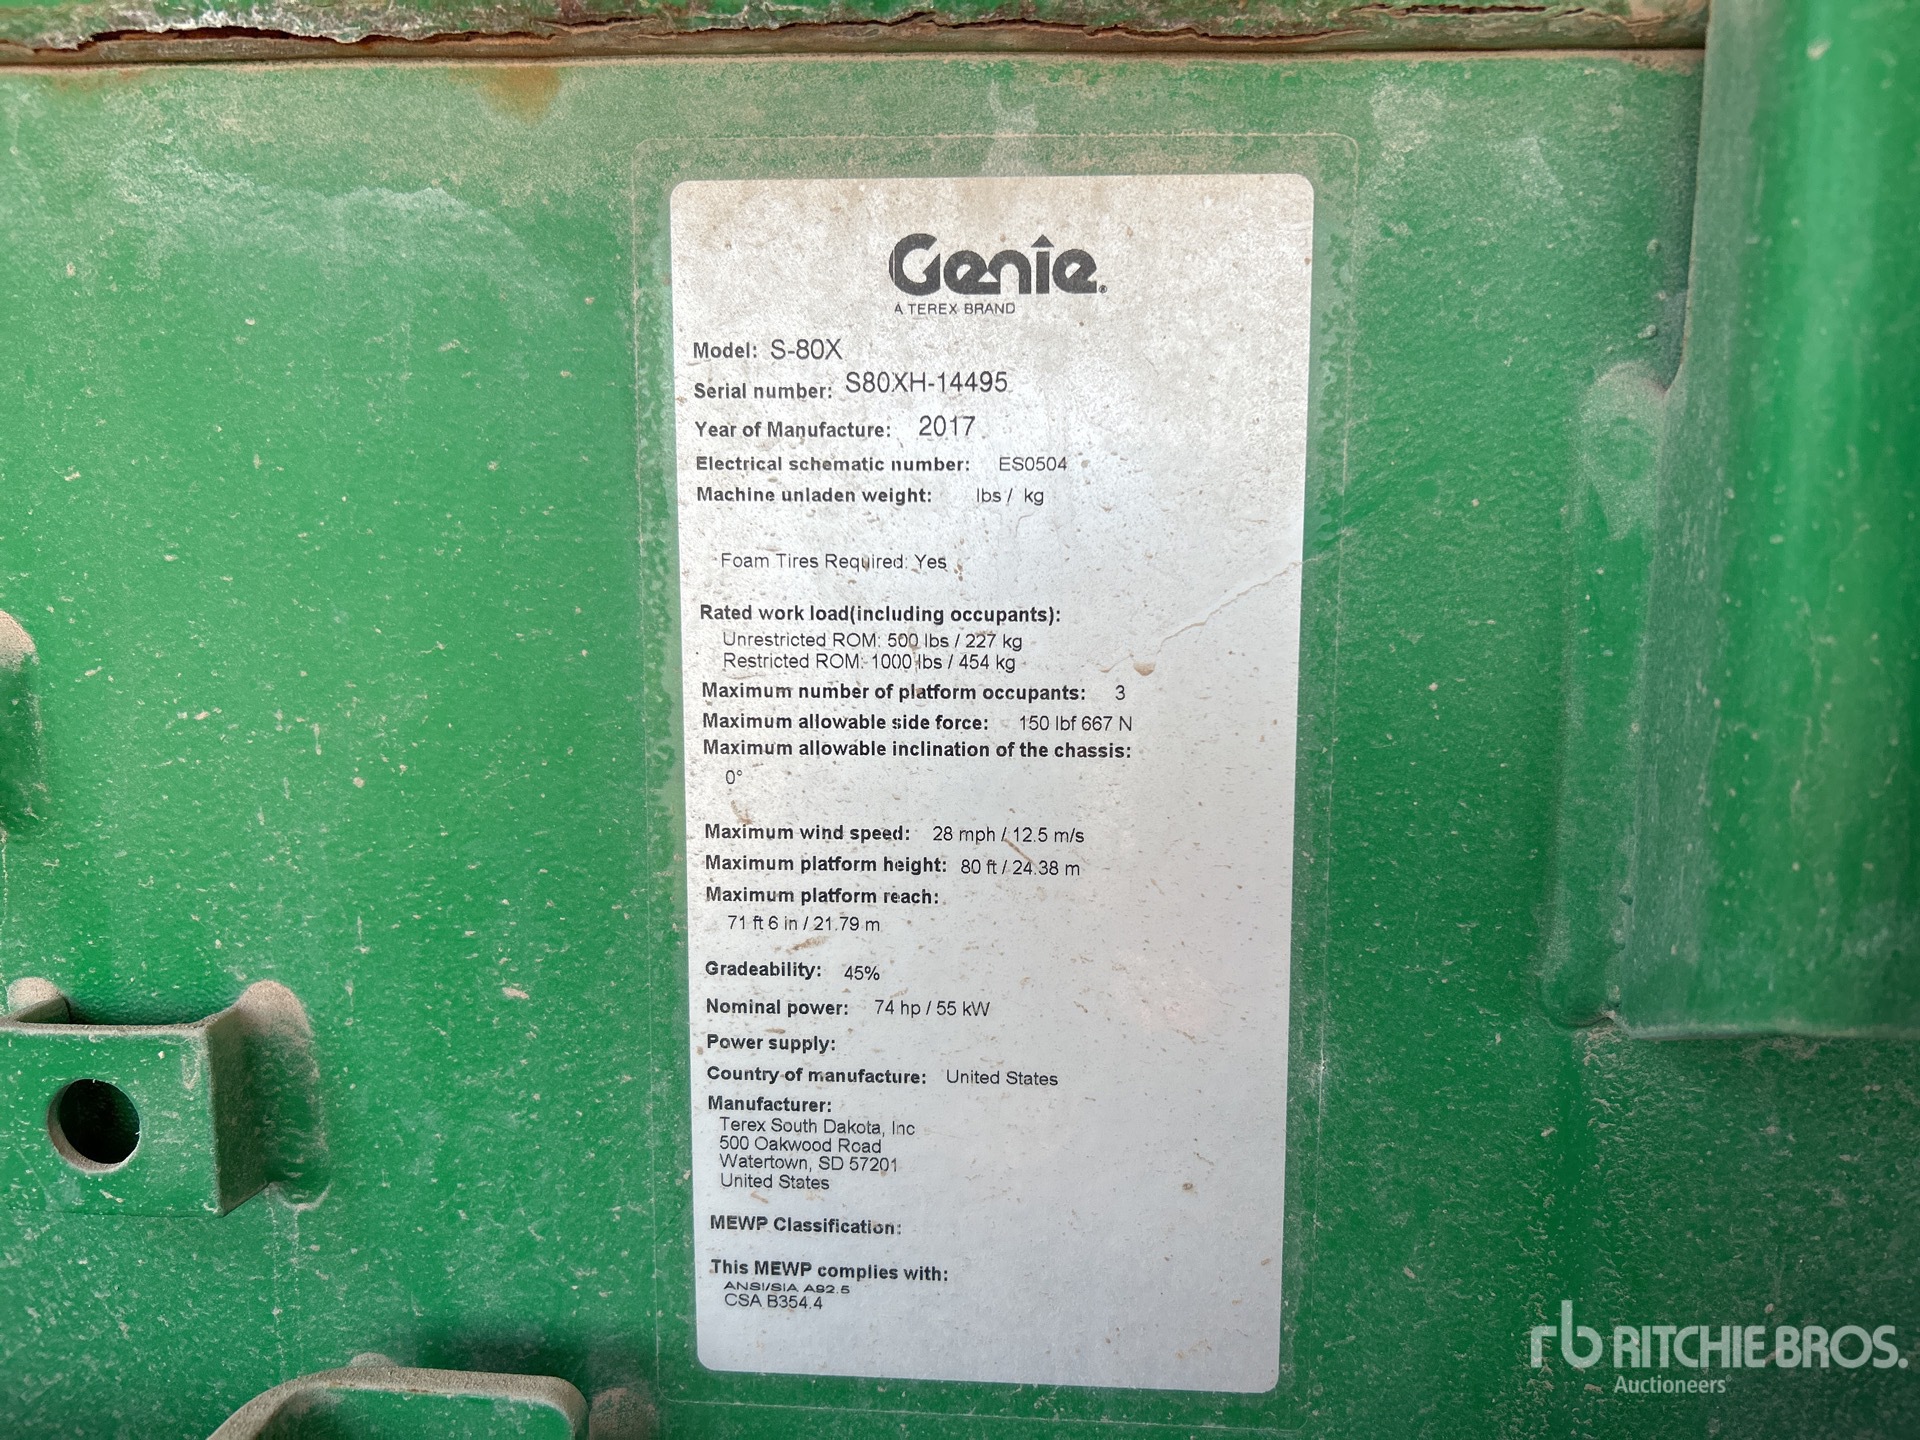 Genie®
A TEREX BRAND
Model: S-80X
Serial number: S80XH-14495
Year of Manufacture: 2017
Electrical schematic number: ES0504
Machine unladen weight: lbs / kg
Foam Tires Required: Yes
Rated work load(including occupants):
Unrestricted ROM: 500 lbs / 227 kg
Restricted ROM: 1000 lbs / 454 kg
Maximum number of platform occupants: 3
Maximum allowable side force: 150 lbf 667 N
Maximum allowable inclination of the chassis:
0°
Maximum wind speed: 28 mph / 12.5 m/s
Maximum platform height: 80 ft / 24.38 m
Maximum platform reach:
71 ft 6 in / 21.79 m
Gradeability: 45%
Nominal power: 74 hp / 55 kW
Power supply:
Country of manufacture: United States
Manufacturer:
Terex South Dakota, Inc
500 Oakwood Road
Watertown, SD 57201
United States
MEWP Classification:
This MEWP complies with:
ANSI/SIA A92.5
CSA B354.4
rb RITCHIE BROS.
Auctioneers